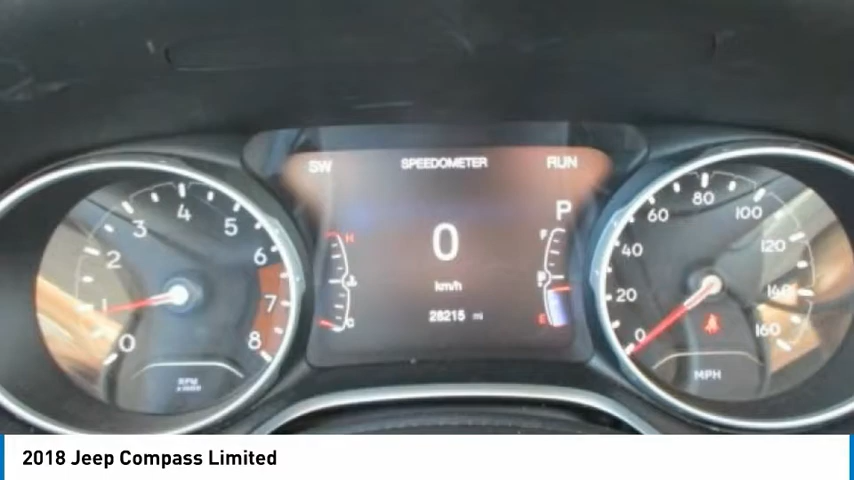 SW SPEEDOMETER RUN
P
0
km/h
28215 mi
H
C
F
E
0 1 2 3 4 5 6 7 8
RPM
0 20 40 60 80 100 120 140 160
MPH
2018 Jeep Compass Limited